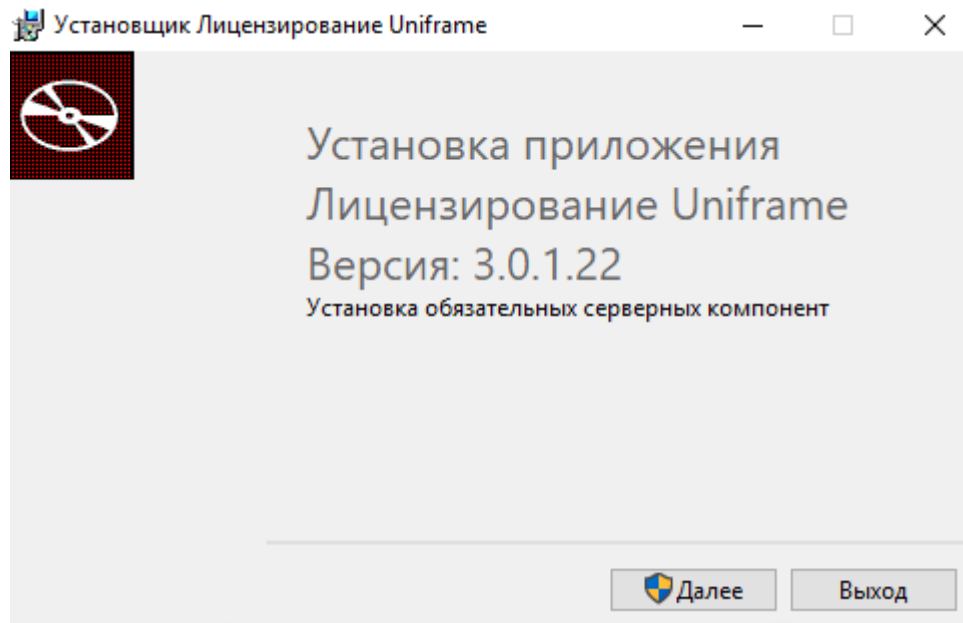 Установщик Лицензирование Uniframe
Установка приложения
Лицензирование Uniframe
Версия: 3.0.1.22
Установка обязательных серверных компонент
Далее
Выход